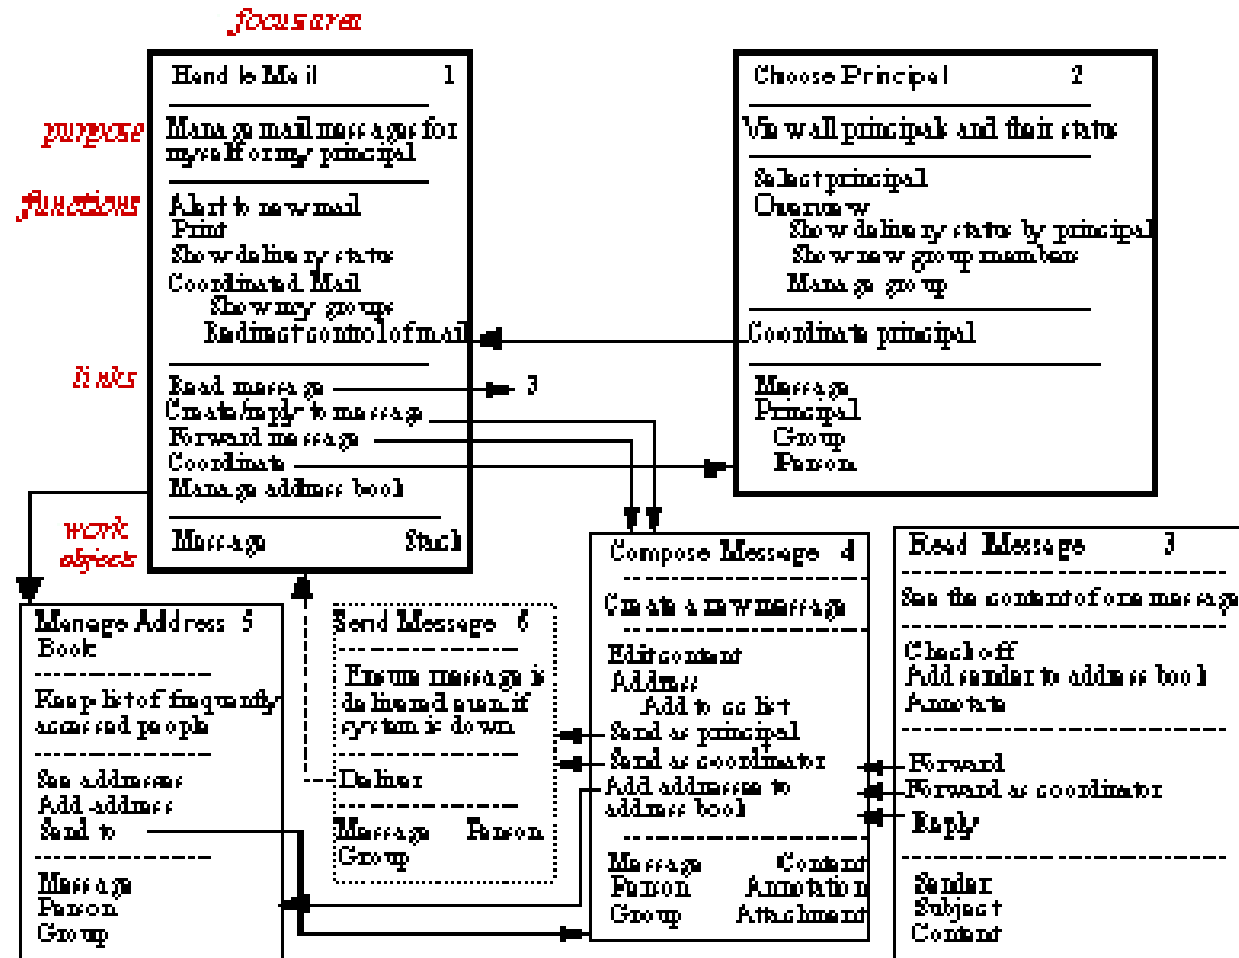 focus area
Handle Mail 1
purpose
Manage mail messages for
myself or my principal
functions
Alert to new mail
Print
Show delivery status
Coordinated Mail
Show my groups
Redirect control of mail
links
Read message 3
Create/reply to message
Forward message
Coordinate
Manage address book
work
objects
Message Stack
Choose Principal 2
View all principals and their status
Select principal
Overview
Show delivery status by principal
Show new group members
Manage group
Coordinate principal
Message
Principal
Group
Person
Manage Address 5
Book
Keep list of frequently
accessed people
See addresses
Add address
Send to
Message
Person
Group
Send Message 6
Ensure message is
delivered even if
system is down
Deliver
Message Person
Group
Compose Message 4
Create a new message
Edit content
Address
Add to cc list
Send as principal
Send as coordinator
Add addresses to
address book
Message Content
Person Annotation
Group Attachment
Read Message 3
See the content of one message
Check off
Add sender to address book
Annotate
Forward
Forward as coordinator
Reply
Sender
Subject
Content